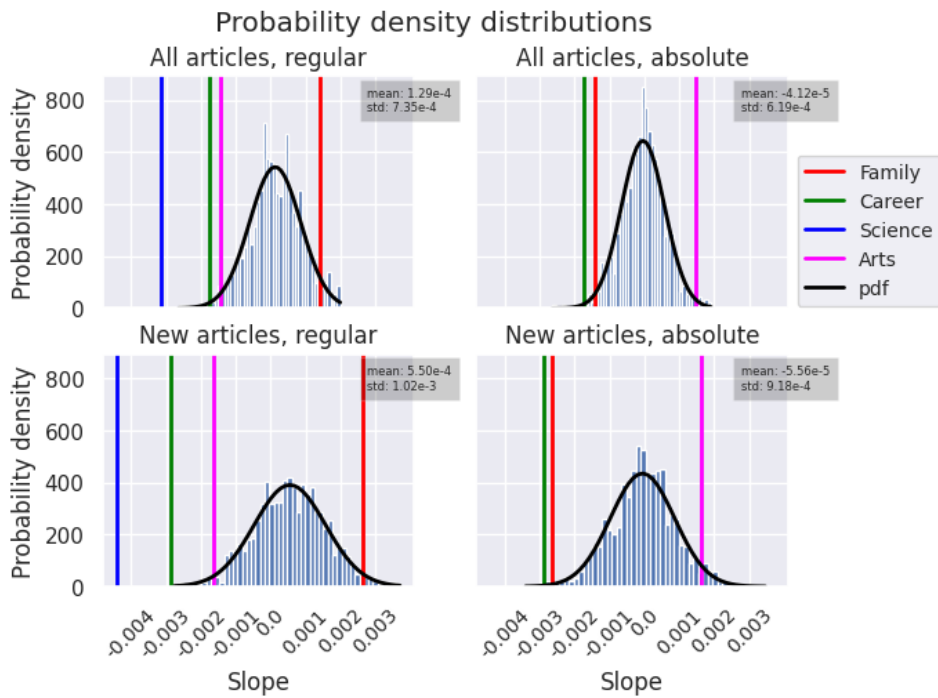 Probability density distributions
All articles, regular
All articles, absolute
Probability density
800
600
400
200
0
mean: 1.29e-4
std: 7.35e-4
mean: -4.12e-5
std: 6.19e-4
Family
Career
Science
Arts
pdf
New articles, regular
New articles, absolute
Probability density
800
600
400
200
0
mean: 5.50e-4
std: 1.02e-3
mean: -5.56e-5
std: 9.18e-4
-0.004
-0.003
-0.002
-0.001
0.0
0.001
0.002
0.003
-0.004
-0.003
-0.002
-0.001
0.0
0.001
0.002
0.003
Slope
Slope